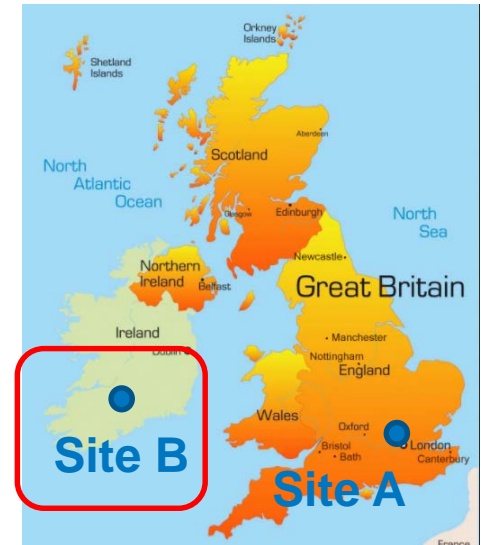 Orkney
Islands
Shetland
Islands
Aberdeen
Scotland
North
Atlantic
Ocean
Glasgow
Edinburgh
North
Sea
Newcastle
Northern
Ireland
Belfast
Great Britain
Ireland
Dublin
Manchester
Nottingham
England
Wales
Oxford
London
Bristol
Bath
Canterbury
Site B
Site A
France